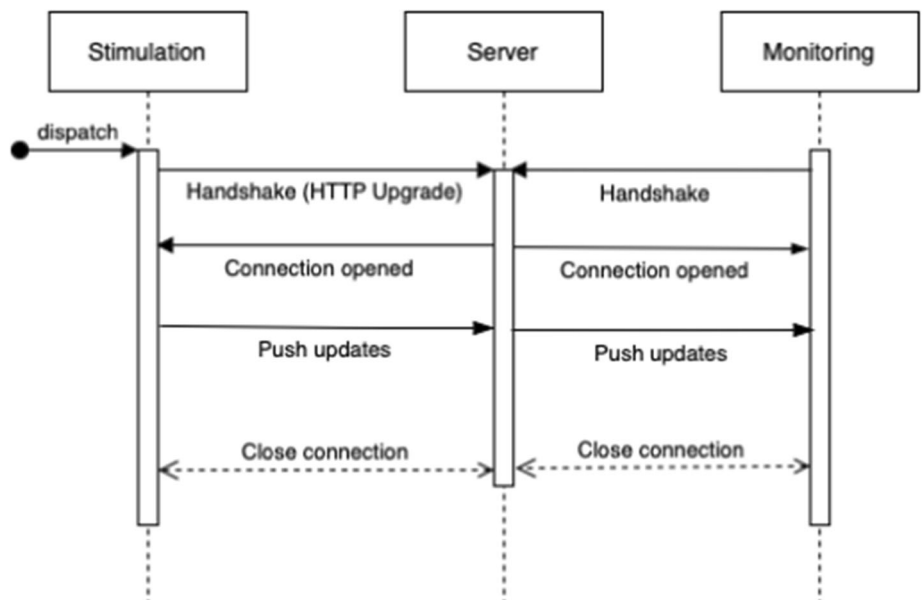 Stimulation
Server
Monitoring
dispatch
Handshake (HTTP Upgrade)
Handshake
Connection opened
Connection opened
Push updates
Push updates
Close connection
Close connection